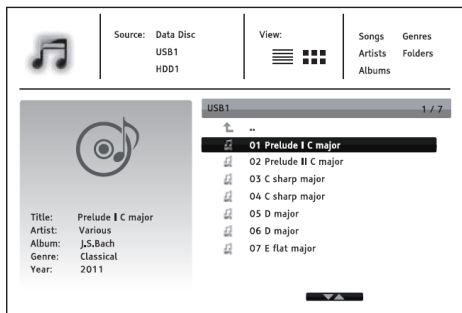 Source: Data Disc
USB1
HDD1
View:
Songs Genres
Artists Folders
Albums
USB1 1 / 7
..
01 Prelude I C major
02 Prelude II C major
03 C sharp major
04 C sharp major
05 D major
06 D major
07 E flat major
Title: Prelude I C major
Artist: Various
Album: J.S.Bach
Genre: Classical
Year: 2011